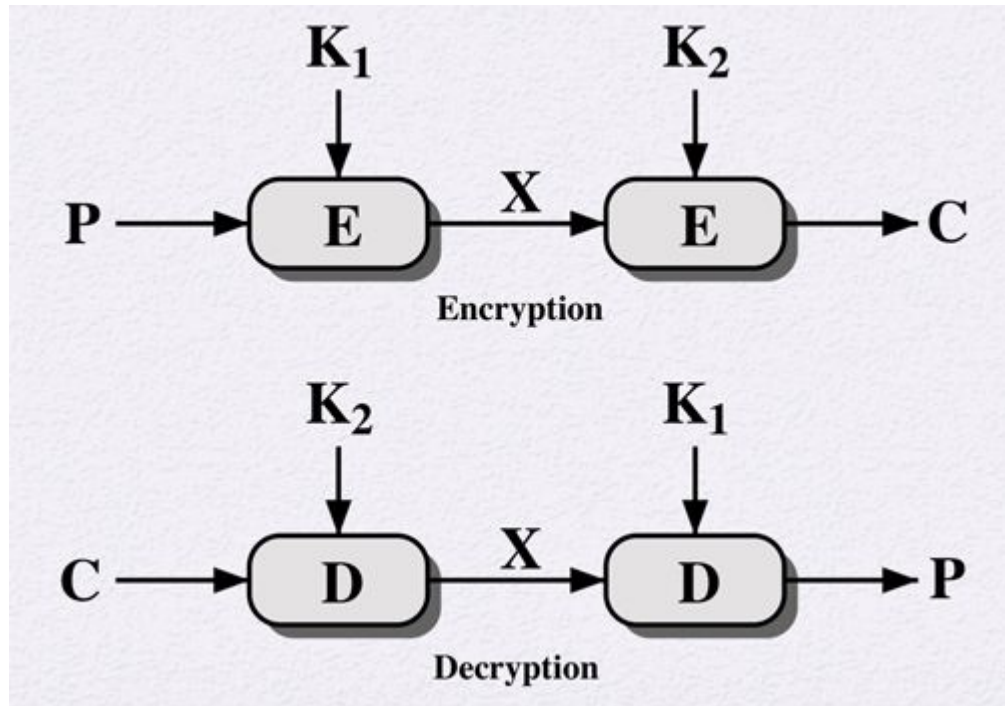 K₁ K₂
P E X E C
Encryption
K₂ K₁
C D X D P
Decryption